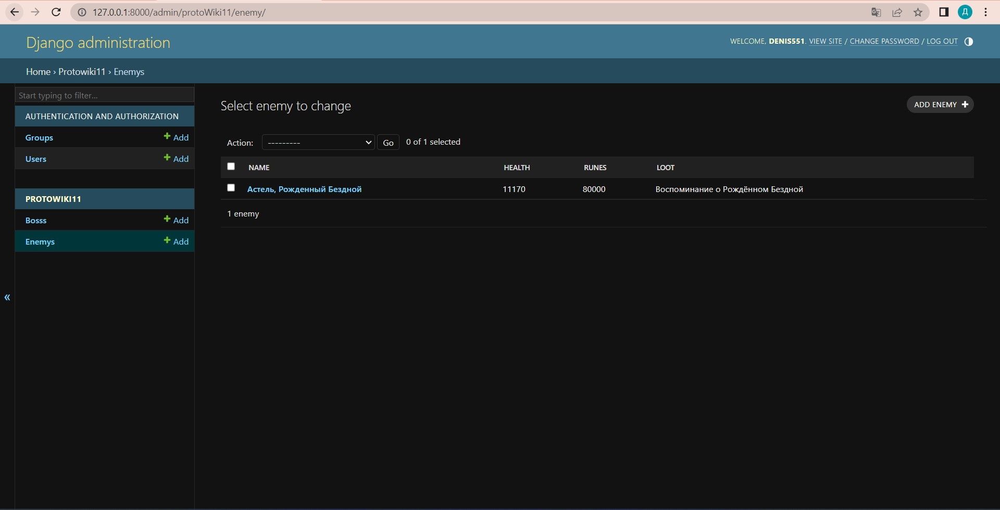 127.0.0.1:8000/admin/protoWiki11/enemy/
Д
Django administration
WELCOME, DENIS551. VIEW SITE / CHANGE PASSWORD / LOG OUT
Home › Protowiki11 › Enemys
Start typing to filter...
AUTHENTICATION AND AUTHORIZATION
Groups + Add
Users + Add
PROTOWIKI11
Bosss + Add
Enemys + Add
«
Select enemy to change
ADD ENEMY +
Action: --------- Go 0 of 1 selected
NAME HEALTH RUNES LOOT
Астель, Рожденный Бездной 11170 80000 Воспоминание о Рождённом Бездной
1 enemy